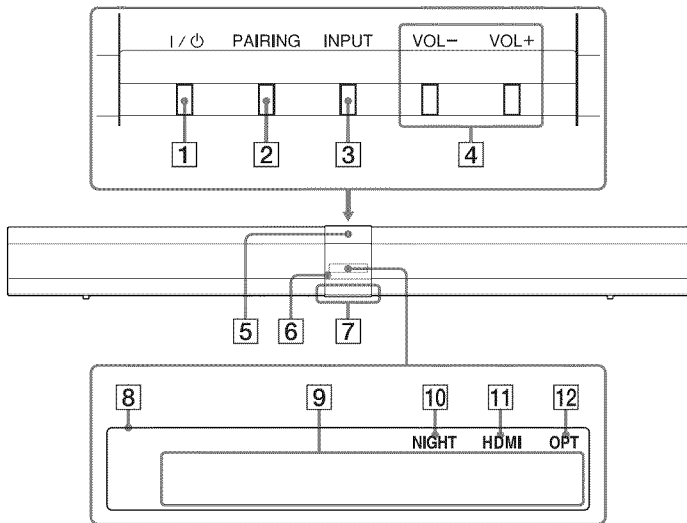 I / ⏻ PAIRING INPUT VOL− VOL+
1 2 3 4
5 6 7
8 9 10 11 12
NIGHT HDMI OPT